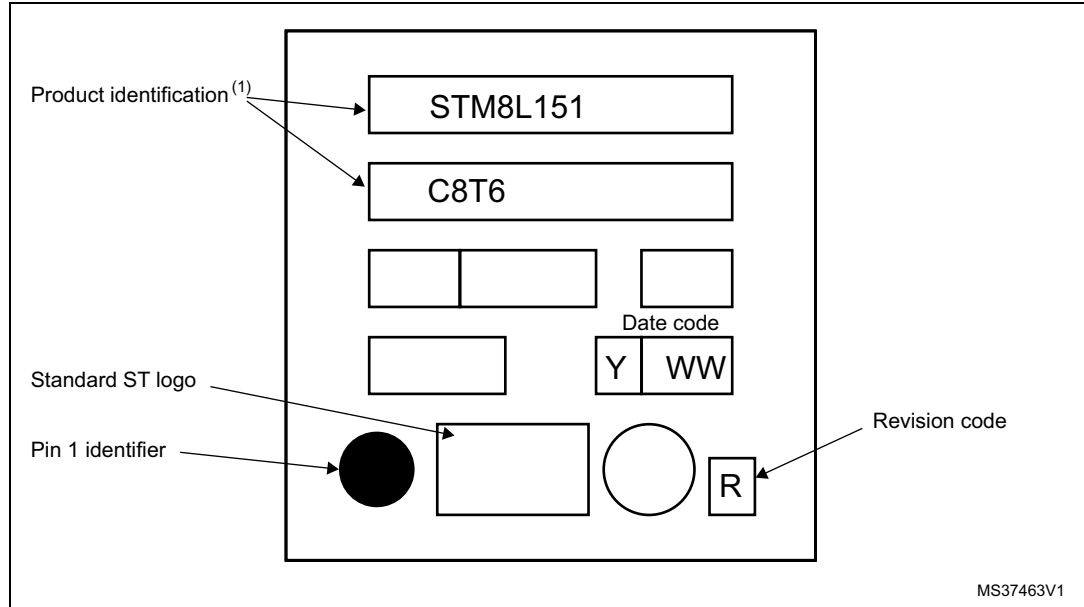 Product identification (1)
STM8L151
C8T6
Date code
Y WW
Standard ST logo
Revision code
Pin 1 identifier
R
MS37463V1